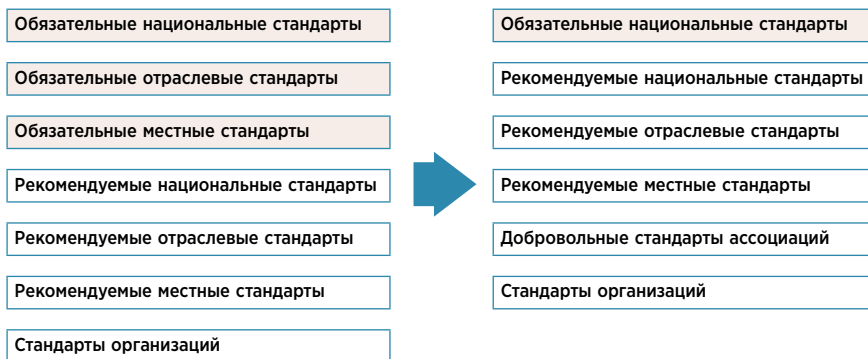 Обязательные национальные стандарты
Обязательные отраслевые стандарты
Обязательные местные стандарты
Рекомендуемые национальные стандарты
Рекомендуемые отраслевые стандарты
Рекомендуемые местные стандарты
Стандарты организаций
Обязательные национальные стандарты
Рекомендуемые национальные стандарты
Рекомендуемые отраслевые стандарты
Рекомендуемые местные стандарты
Добровольные стандарты ассоциаций
Стандарты организаций